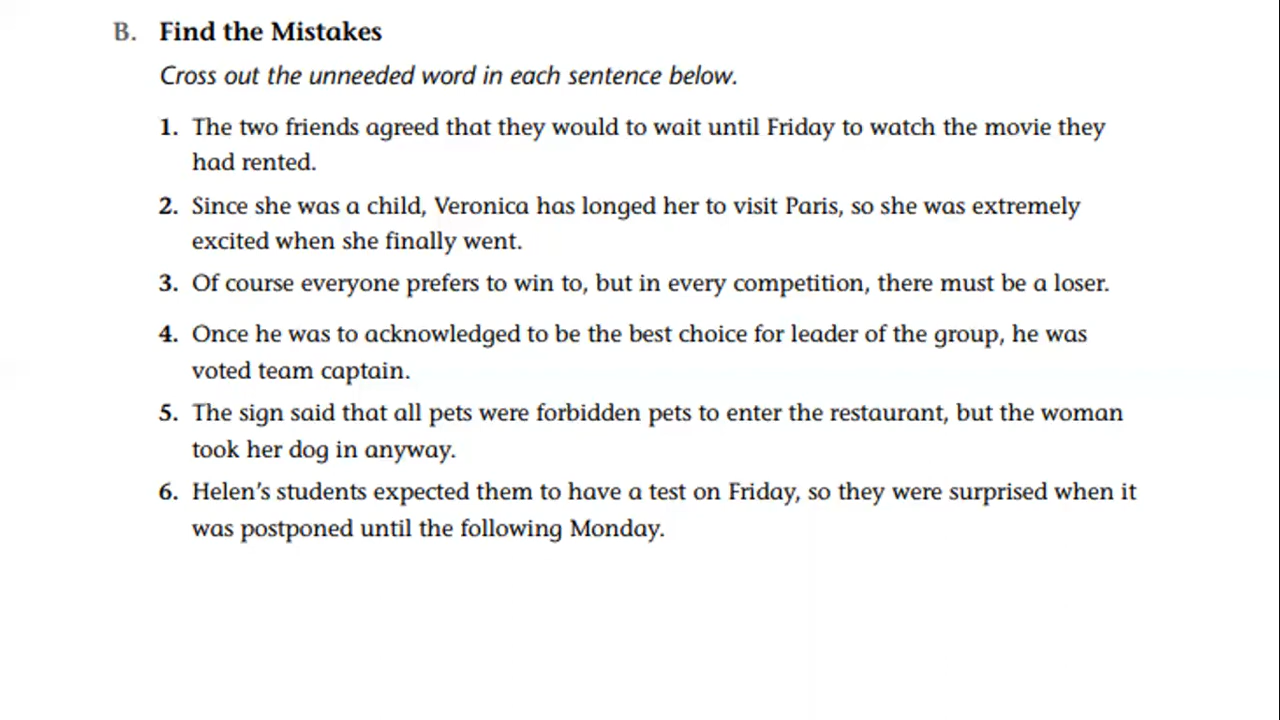 B. Find the Mistakes
Cross out the unneeded word in each sentence below.
1. The two friends agreed that they would to wait until Friday to watch the movie they
had rented.
2. Since she was a child, Veronica has longed her to visit Paris, so she was extremely
excited when she finally went.
3. Of course everyone prefers to win to, but in every competition, there must be a loser.
4. Once he was to acknowledged to be the best choice for leader of the group, he was
voted team captain.
5. The sign said that all pets were forbidden pets to enter the restaurant, but the woman
took her dog in anyway.
6. Helen's students expected them to have a test on Friday, so they were surprised when it
was postponed until the following Monday.